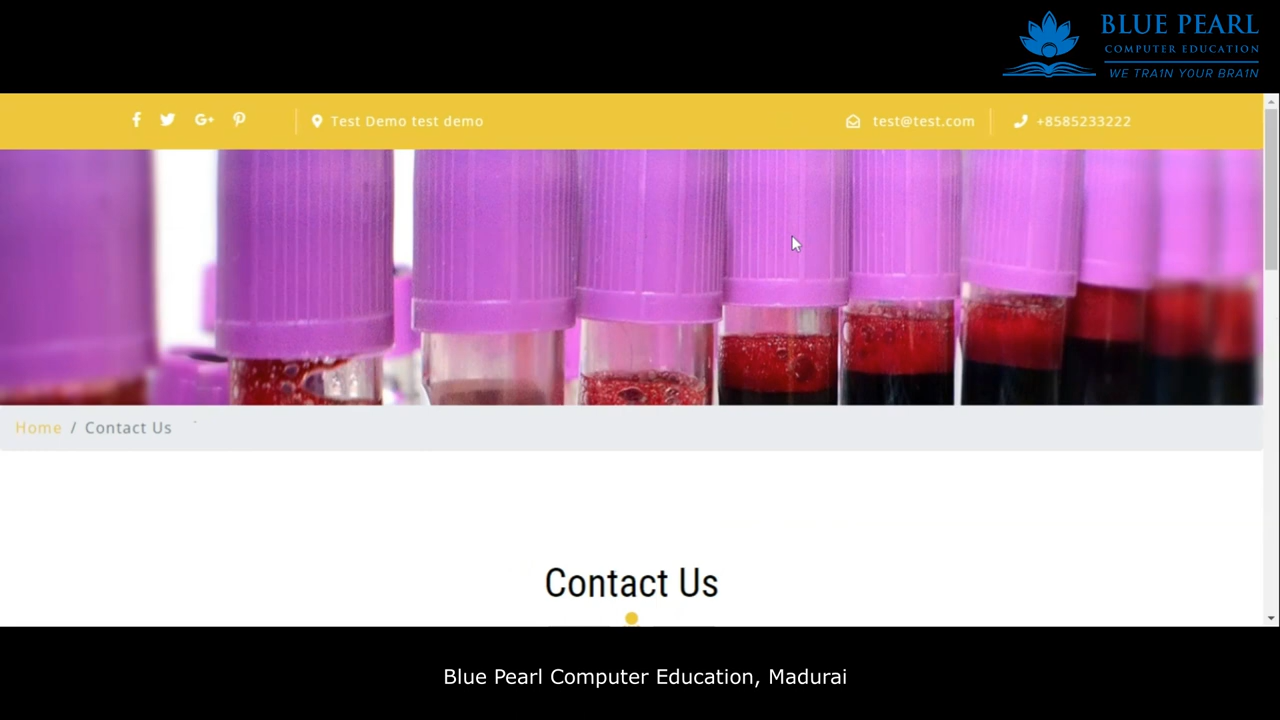 BLUE PEARL
COMPUTER EDUCATION
WE TRAIN YOUR BRAIN
Test Demo test demo
test@test.com
+8585233222
Home / Contact Us
Contact Us
Blue Pearl Computer Education, Madurai